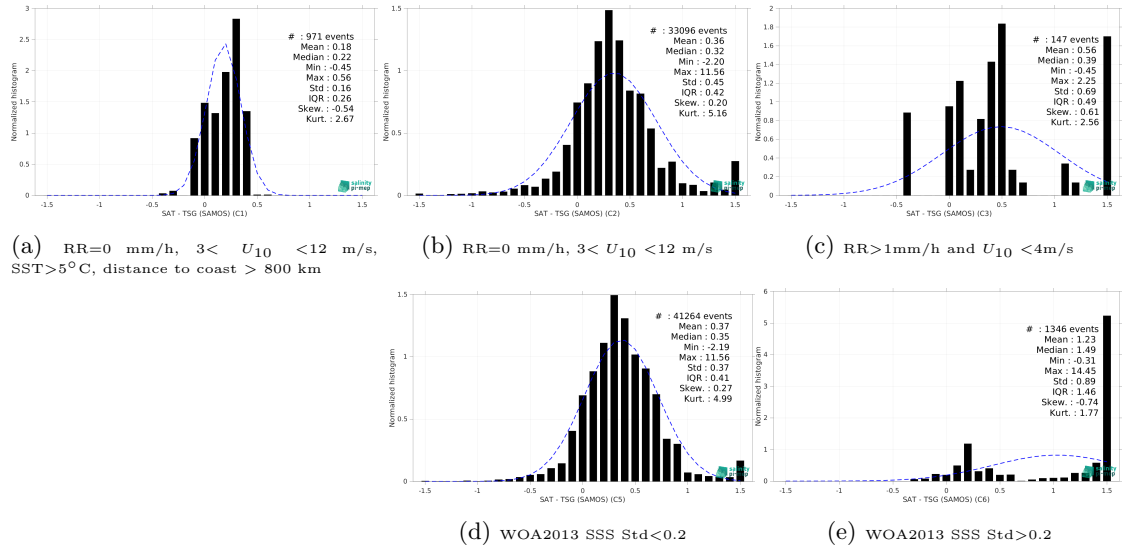 3
2.5
2
1.5
1
0.5
0
Normalized histogram
# : 971 events
Mean : 0.18
Median : 0.22
Min : -0.45
Max : 0.56
Std : 0.16
IQR : 0.26
Skew. : -0.54
Kurt. : 2.67
salinity
pi-mep
-1.5 -1 -0.5 0 0.5 1 1.5
SAT - TSG (SAMOS) (C1)
(a) RR=0 mm/h, 3< U10 <12 m/s,
SST>5°C, distance to coast > 800 km
1.5
1
0.5
0
Normalized histogram
# : 33096 events
Mean : 0.36
Median : 0.32
Min : -2.20
Max : 11.56
Std : 0.45
IQR : 0.42
Skew. : 0.20
Kurt. : 5.16
salinity
pi-mep
-1.5 -1 -0.5 0 0.5 1 1.5
SAT - TSG (SAMOS) (C2)
(b) RR=0 mm/h, 3< U10 <12 m/s
2
1.8
1.6
1.4
1.2
1
0.8
0.6
0.4
0.2
0
Normalized histogram
# : 147 events
Mean : 0.56
Median : 0.39
Min : -0.45
Max : 2.25
Std : 0.69
IQR : 0.49
Skew. : 0.61
Kurt. : 2.56
salinity
pi-mep
-1.5 -1 -0.5 0 0.5 1 1.5
SAT - TSG (SAMOS) (C3)
(c) RR>1mm/h and U10 <4m/s
1.5
1
0.5
0
Normalized histogram
# : 41264 events
Mean : 0.37
Median : 0.35
Min : -2.19
Max : 11.56
Std : 0.37
IQR : 0.41
Skew. : 0.27
Kurt. : 4.99
salinity
pi-mep
-1.5 -1 -0.5 0 0.5 1 1.5
SAT - TSG (SAMOS) (C5)
(d) WOA2013 SSS Std<0.2
6
5
4
3
2
1
0
Normalized histogram
# : 1346 events
Mean : 1.23
Median : 1.49
Min : -0.31
Max : 14.45
Std : 0.89
IQR : 1.46
Skew. : -0.74
Kurt. : 1.77
salinity
pi-mep
-1.5 -1 -0.5 0 0.5 1 1.5
SAT - TSG (SAMOS) (C6)
(e) WOA2013 SSS Std>0.2